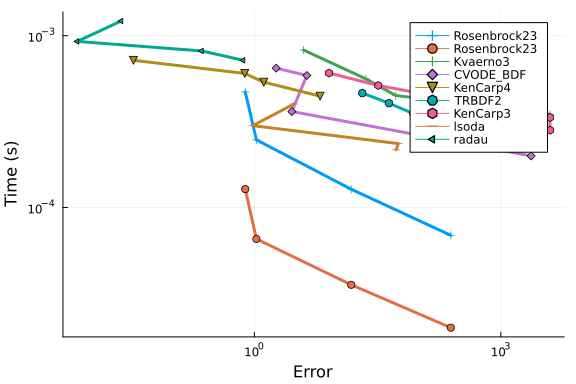 10⁻³
10⁻⁴
Time (s)
Rosenbrock23
Rosenbrock23
Kvaerno3
CVODE_BDF
KenCarp4
TRBDF2
KenCarp3
lsoda
radau
10⁰
10³
Error